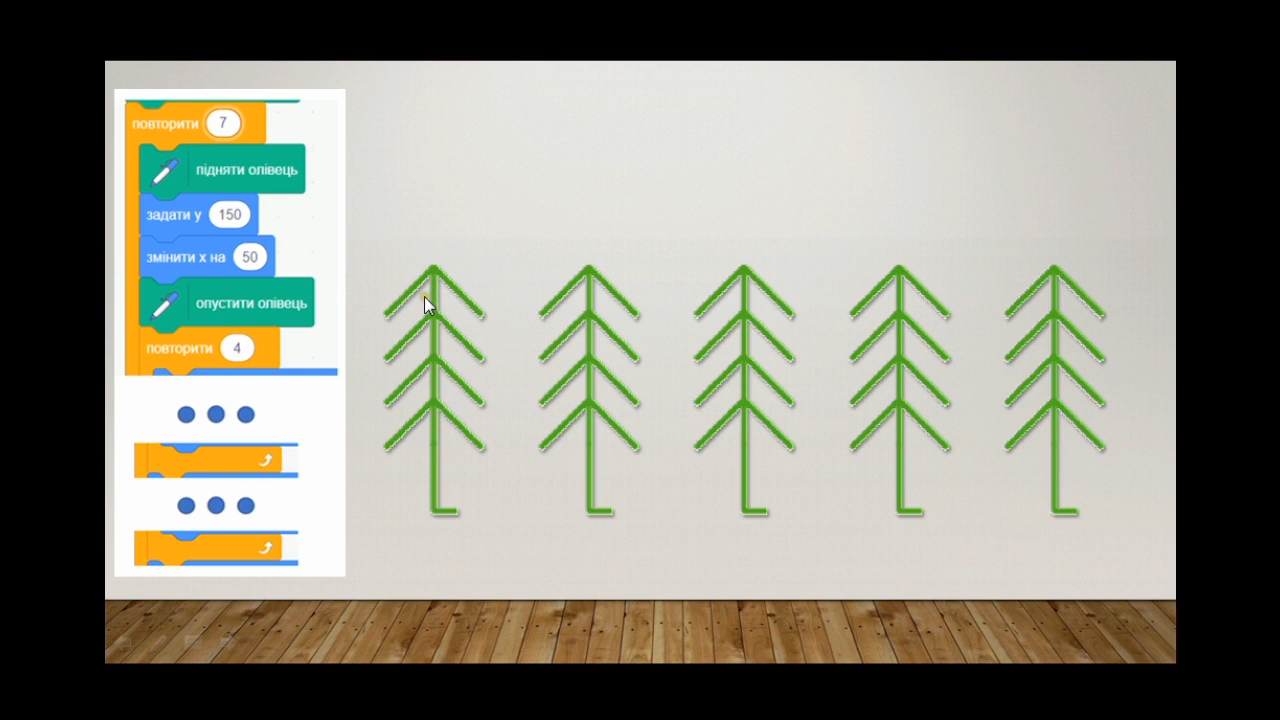 повторити 7
підняти олівець
задати y 150
змінити x на 50
опустити олівець
повторити 4